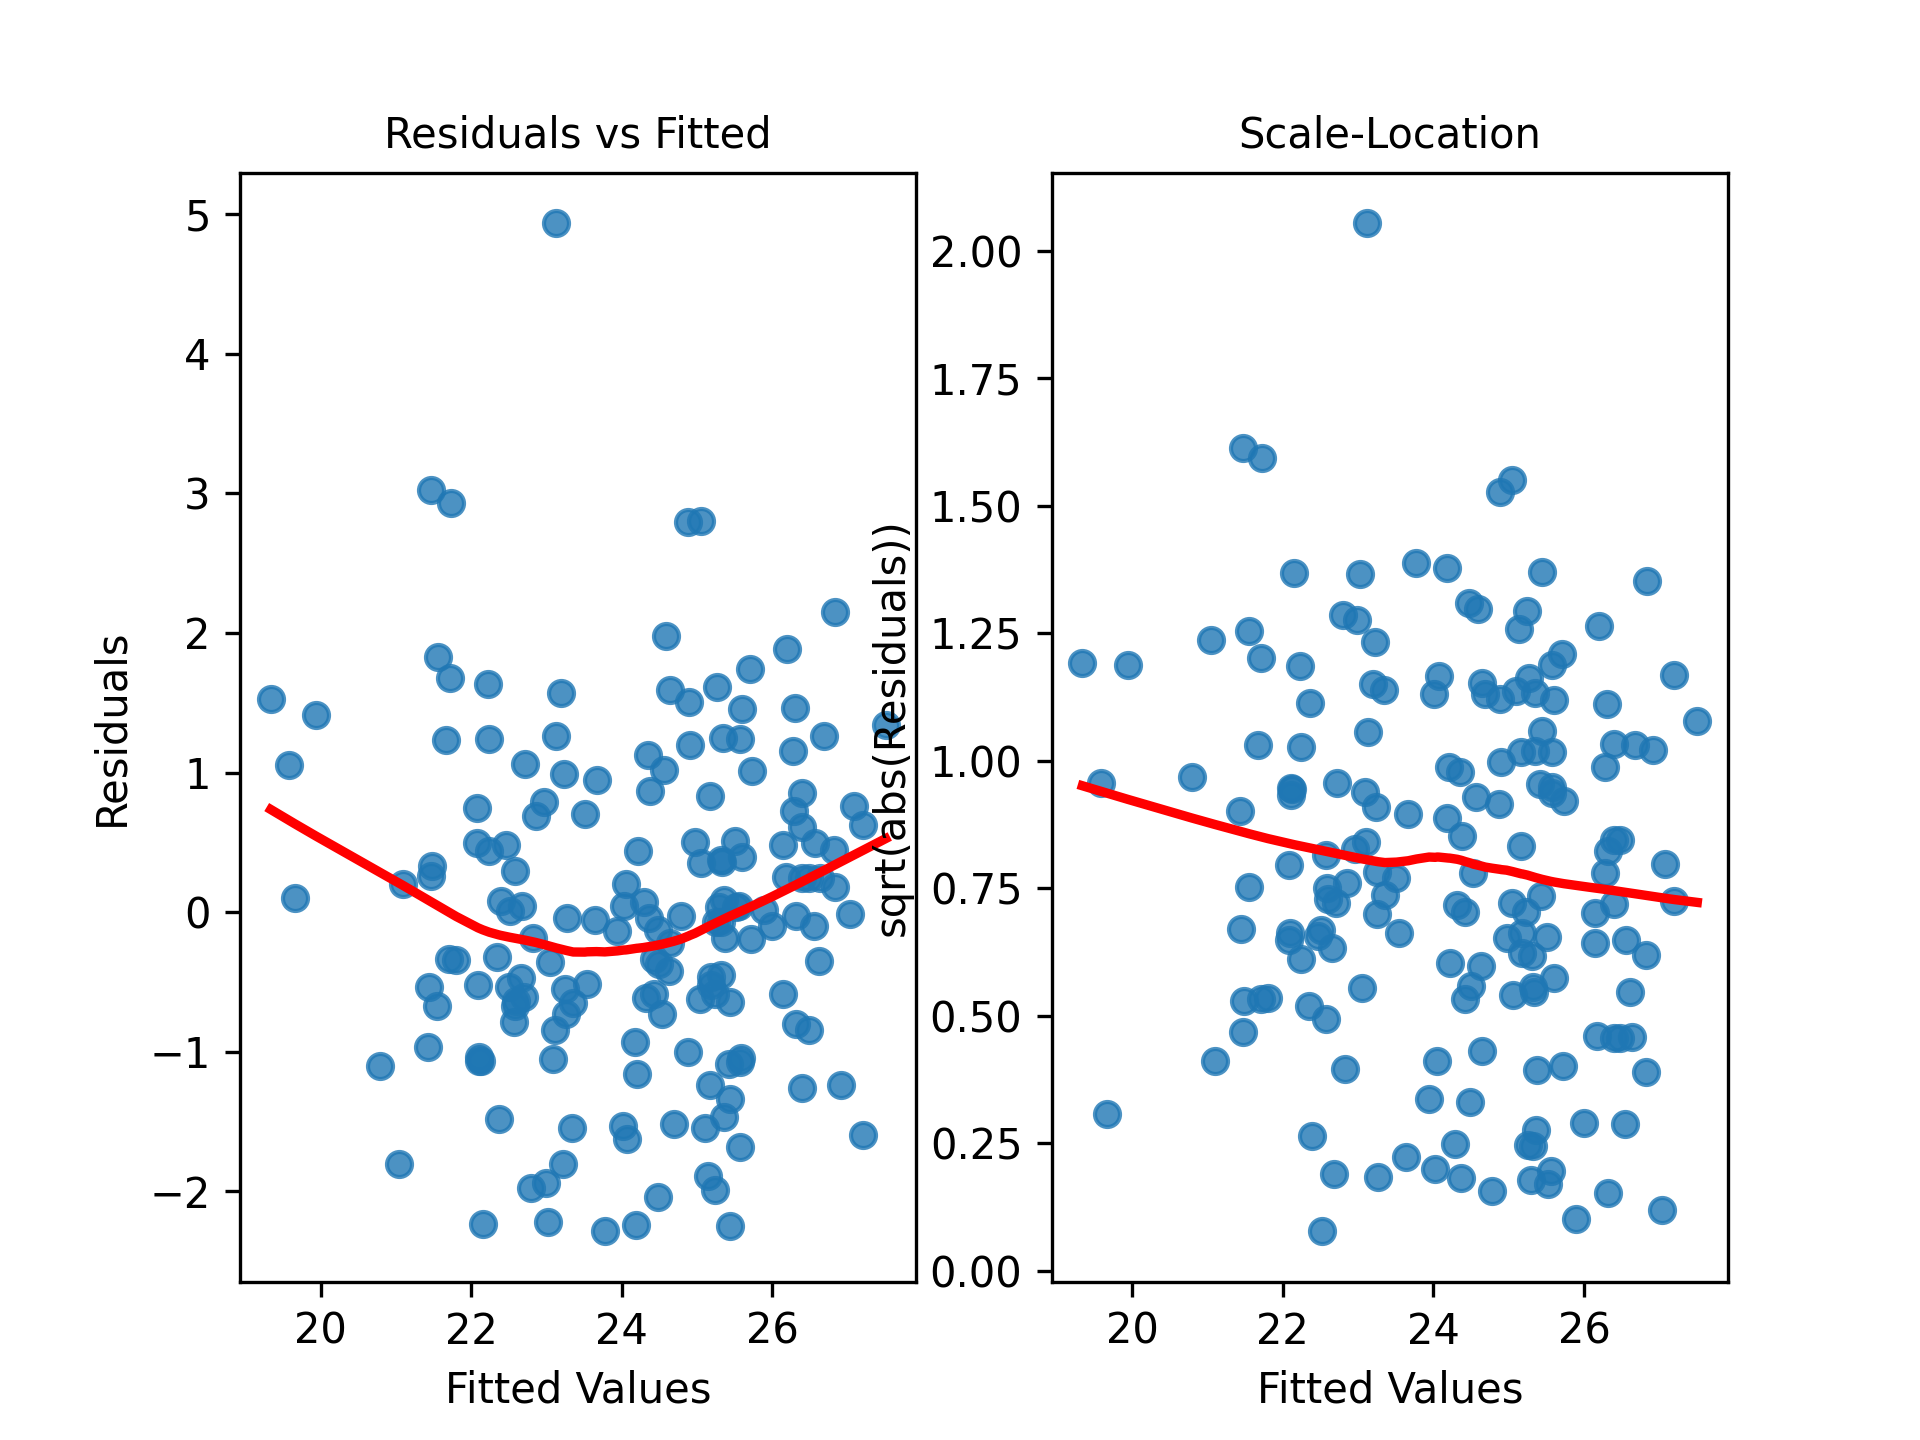 Residuals vs Fitted
Residuals
5
4
3
2
1
0
−1
−2
20 22 24 26
Fitted Values
Scale-Location
sqrt(abs(Residuals))
2.00
1.75
1.50
1.25
1.00
0.75
0.50
0.25
0.00
20 22 24 26
Fitted Values